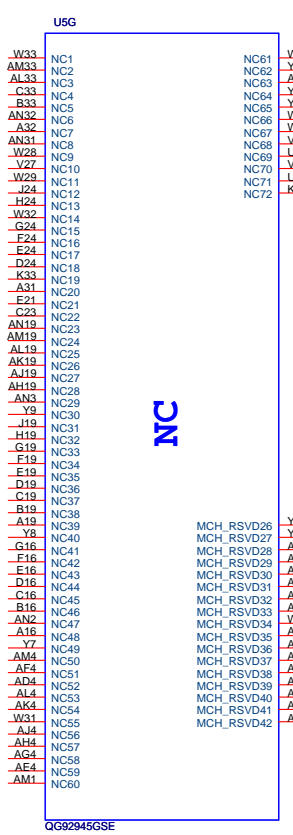 U5G
W33 NC1 NC61
AM33 NC2 NC62
AL33 NC3 NC63
C33 NC4 NC64
B33 NC5 NC65
AN32 NC6 NC66
A32 NC7 NC67
AN31 NC8 NC68
W28 NC9 NC69
V27 NC10 NC70
W29 NC11 NC71
J24 NC12 NC72
H24 NC13
W32 NC14
G24 NC15
F24 NC16
E24 NC17
D24 NC18
K33 NC19
A31 NC20
E21 NC21
C23 NC22
AN19 NC23
AM19 NC24
AL19 NC25
AK19 NC26
AJ19 NC27
AH19 NC28
AN3 NC29
Y9 NC30
J19 NC31
H19 NC32
G19 NC33
F19 NC34
E19 NC35
D19 NC36
C19 NC37
B19 NC38
A19 NC39 MCH_RSVD26
Y8 NC40 MCH_RSVD27
G16 NC41 MCH_RSVD28
F16 NC42 MCH_RSVD29
E16 NC43 MCH_RSVD30
D16 NC44 MCH_RSVD31
C16 NC45 MCH_RSVD32
B16 NC46 MCH_RSVD33
AN2 NC47 MCH_RSVD34
A16 NC48 MCH_RSVD35
Y7 NC49 MCH_RSVD36
AM4 NC50 MCH_RSVD37
AF4 NC51 MCH_RSVD38
AD4 NC52 MCH_RSVD39
AL4 NC53 MCH_RSVD40
AK4 NC54 MCH_RSVD41
W31 NC55 MCH_RSVD42
AJ4 NC56
AH4 NC57
AG4 NC58
AE4 NC59
AM1 NC60
NC
QG92945GSE